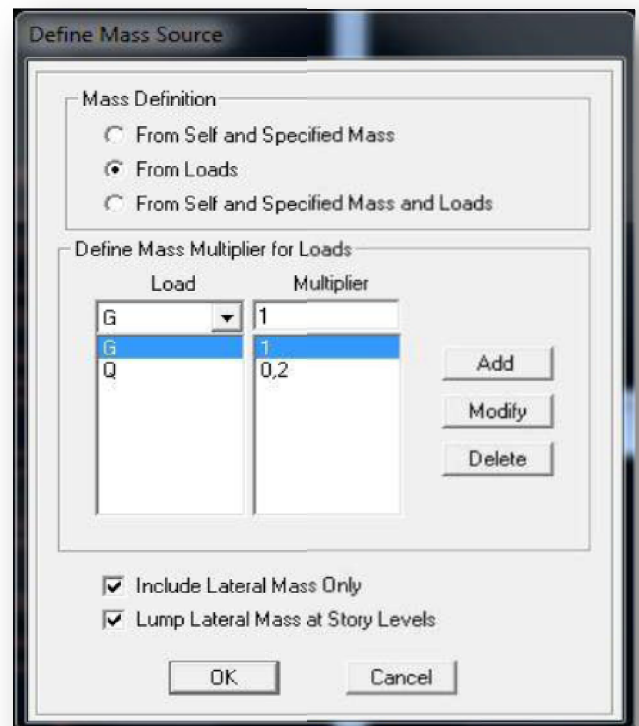 Define Mass Source
Mass Definition
From Self and Specified Mass
From Loads
From Self and Specified Mass and Loads
Define Mass Multiplier for Loads
Load Multiplier
G 1
G 1
Q 0,2
Add
Modify
Delete
Include Lateral Mass Only
Lump Lateral Mass at Story Levels
OK Cancel